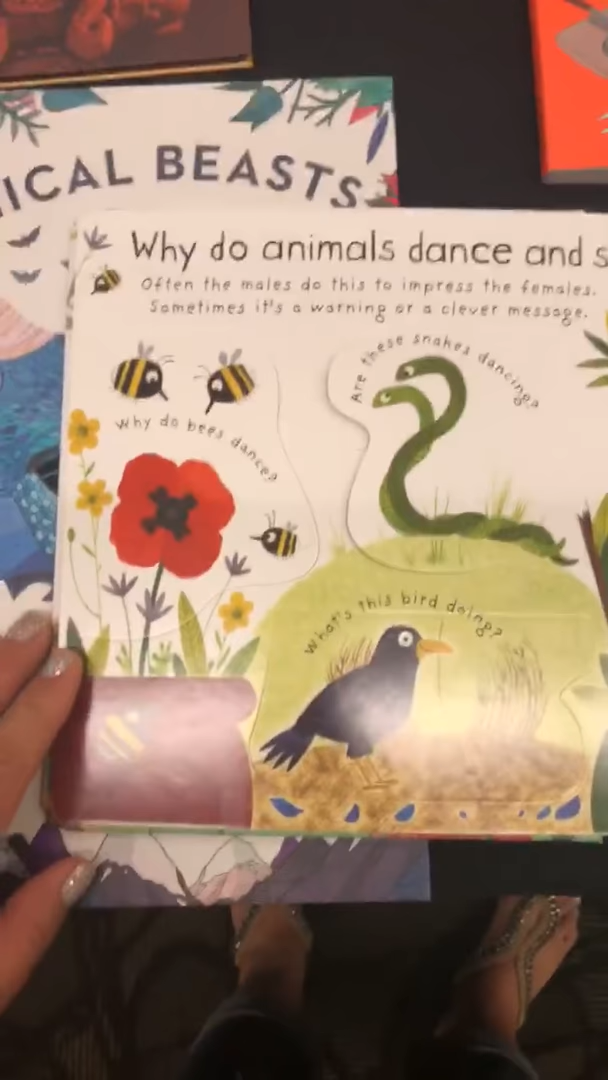 BEASTS
Why do animals dance and
Often the males do this to impress the females.
Sometimes it's a warning or a clever message.
Are these snakes dancing?
Why do bees dance?
What's this bird doing?